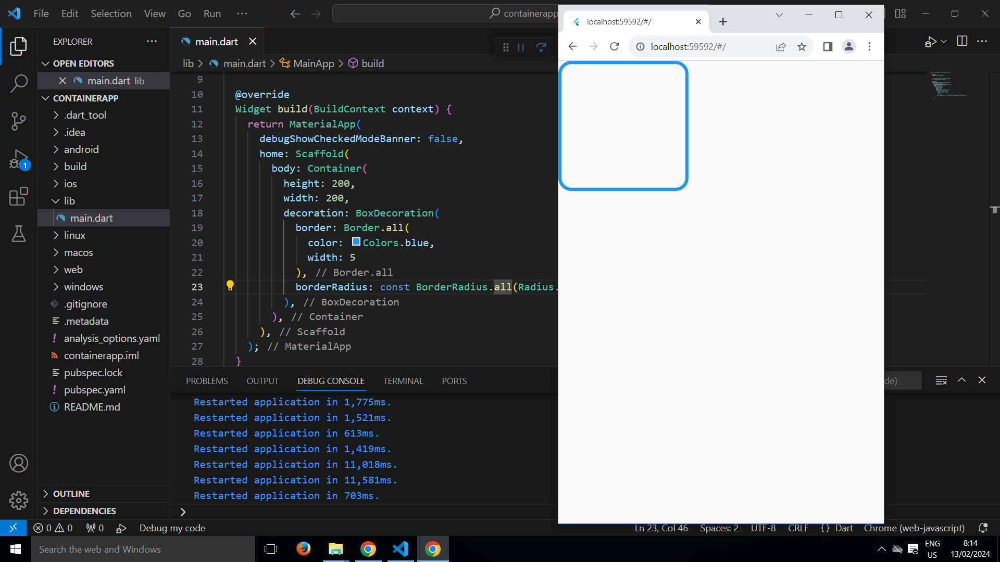 File Edit Selection View Go Run ...
containerapp
EXPLORER
OPEN EDITORS
main.dart lib
CONTAINERAPP
.dart_tool
.idea
android
build
ios
lib
main.dart
linux
macos
web
windows
.gitignore
.metadata
analysis_options.yaml
containerapp.iml
pubspec.lock
pubspec.yaml
README.md
OUTLINE
DEPENDENCIES
1
main.dart
lib > main.dart > MainApp > build
9
10 @override
11 Widget build(BuildContext context) {
12 return MaterialApp(
13 debugShowCheckedModeBanner: false,
14 home: Scaffold(
15 body: Container(
16 height: 200,
17 width: 200,
18 decoration: BoxDecoration(
19 border: Border.all(
20 color: Colors.blue,
21 width: 5
22 ), // Border.all
23 borderRadius: const BorderRadius.all(Radius.
24 ), // BoxDecoration
25 ), // Container
26 ), // Scaffold
27 ); // MaterialApp
28 }
PROBLEMS OUTPUT DEBUG CONSOLE TERMINAL PORTS
de)
Restarted application in 1,775ms.
Restarted application in 1,521ms.
Restarted application in 613ms.
Restarted application in 1,419ms.
Restarted application in 11,018ms.
Restarted application in 11,581ms.
Restarted application in 703ms.
>
localhost:59592/#/
localhost:59592/#/
0 0 0 Debug my code
Ln 23, Col 46 Spaces: 2 UTF-8 CRLF {} Dart Chrome (web-javascript)
Search the web and Windows
ENG
US
8:14
13/02/2024